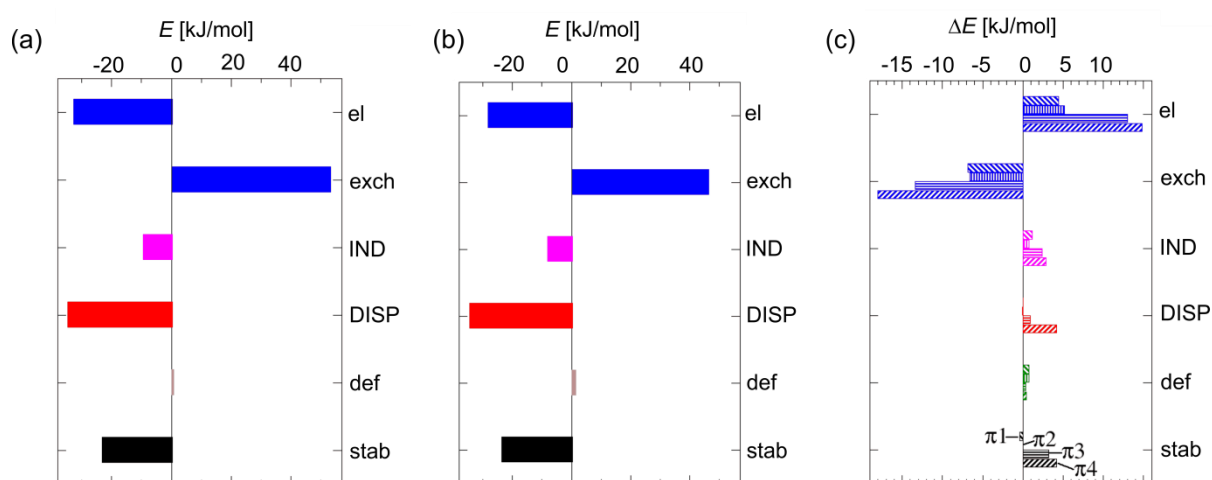 (a)
E [kJ/mol]
-20 0 20 40
el
exch
IND
DISP
def
stab
(b)
E [kJ/mol]
-20 0 20 40
el
exch
IND
DISP
def
stab
(c)
ΔE [kJ/mol]
-15 -10 -5 0 5 10
el
exch
IND
DISP
def
stab
π1
π2
π3
π4